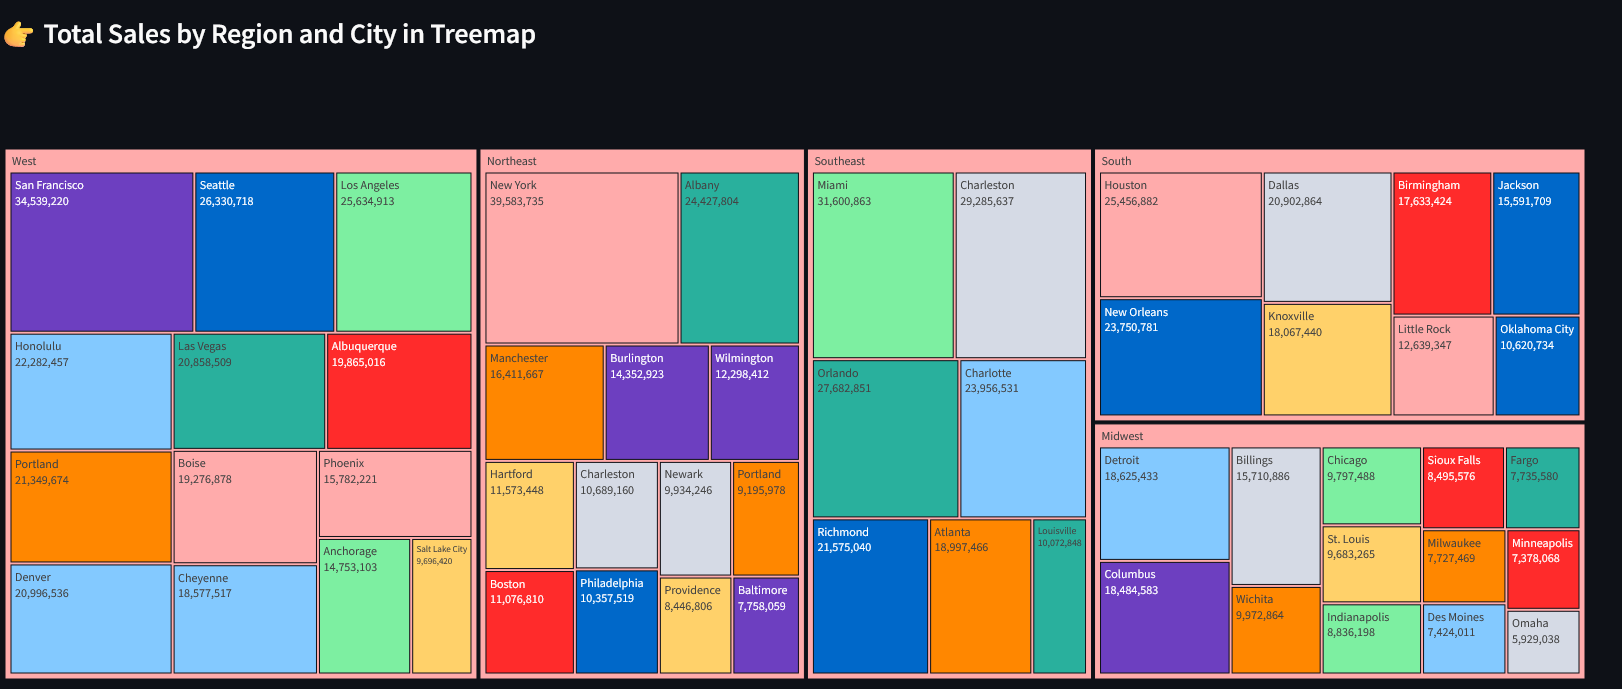 👉 Total Sales by Region and City in Treemap
West
San Francisco
34,539,220
Seattle
26,330,718
Los Angeles
25,634,913
Honolulu
22,282,457
Las Vegas
20,858,509
Albuquerque
19,865,016
Portland
21,349,674
Boise
19,276,878
Phoenix
15,782,221
Denver
20,996,536
Cheyenne
18,577,517
Anchorage
14,753,103
Salt Lake City
9,696,420
Northeast
New York
39,583,735
Albany
24,427,804
Manchester
16,411,667
Burlington
14,352,923
Wilmington
12,298,412
Hartford
11,573,448
Charleston
10,689,160
Newark
9,934,246
Portland
9,195,978
Boston
11,076,810
Philadelphia
10,357,519
Providence
8,446,806
Baltimore
7,758,059
Southeast
Miami
31,600,863
Charleston
29,285,637
Orlando
27,682,851
Charlotte
23,956,531
Richmond
21,575,040
Atlanta
18,997,466
Louisville
10,072,848
South
Houston
25,456,882
Dallas
20,902,864
Birmingham
17,633,424
Jackson
15,591,709
New Orleans
23,750,781
Knoxville
18,067,440
Little Rock
12,639,347
Oklahoma City
10,620,734
Midwest
Detroit
18,625,433
Billings
15,710,886
Chicago
9,797,488
Sioux Falls
8,495,576
Fargo
7,735,580
St. Louis
9,683,265
Milwaukee
7,727,469
Minneapolis
7,378,068
Columbus
18,484,583
Wichita
9,972,864
Indianapolis
8,836,198
Des Moines
7,424,011
Omaha
5,929,038